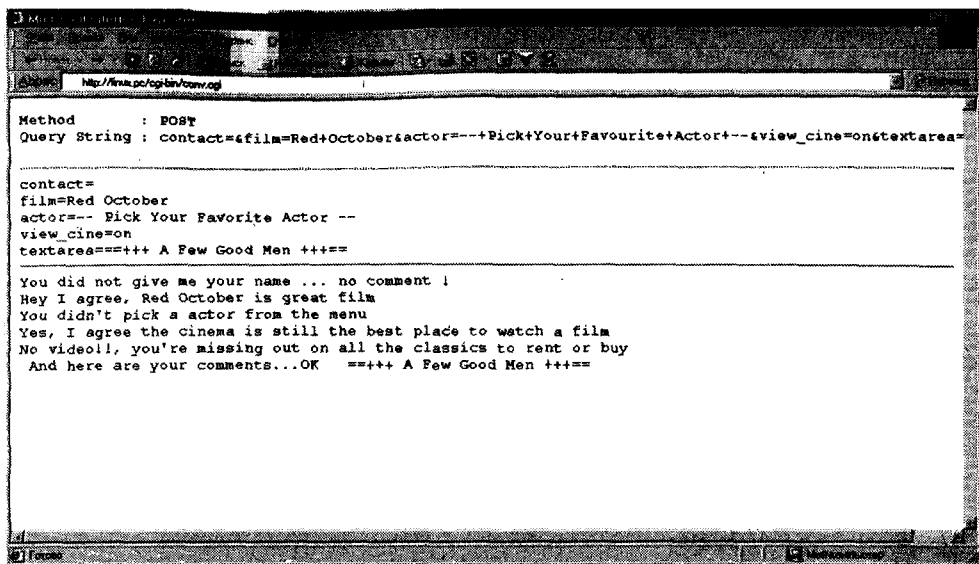 http://linux.pc/cgi-bin/conv.cgi
Method : POST
Query String : contact=&film=Red+October&actor=--+Pick+Your+Favourite+Actor+--&view_cine=on&textarea=
contact=
film=Red October
actor=-- Pick Your Favorite Actor --
view_cine=on
textarea===+++ A Few Good Men +++==
You did not give me your name ... no comment !
Hey I agree, Red October is great film
You didn't pick a actor from the menu
Yes, I agree the cinema is still the best place to watch a film
No video!!, you're missing out on all the classics to rent or buy
And here are your comments...OK ==+++ A Few Good Men +++==
Готово